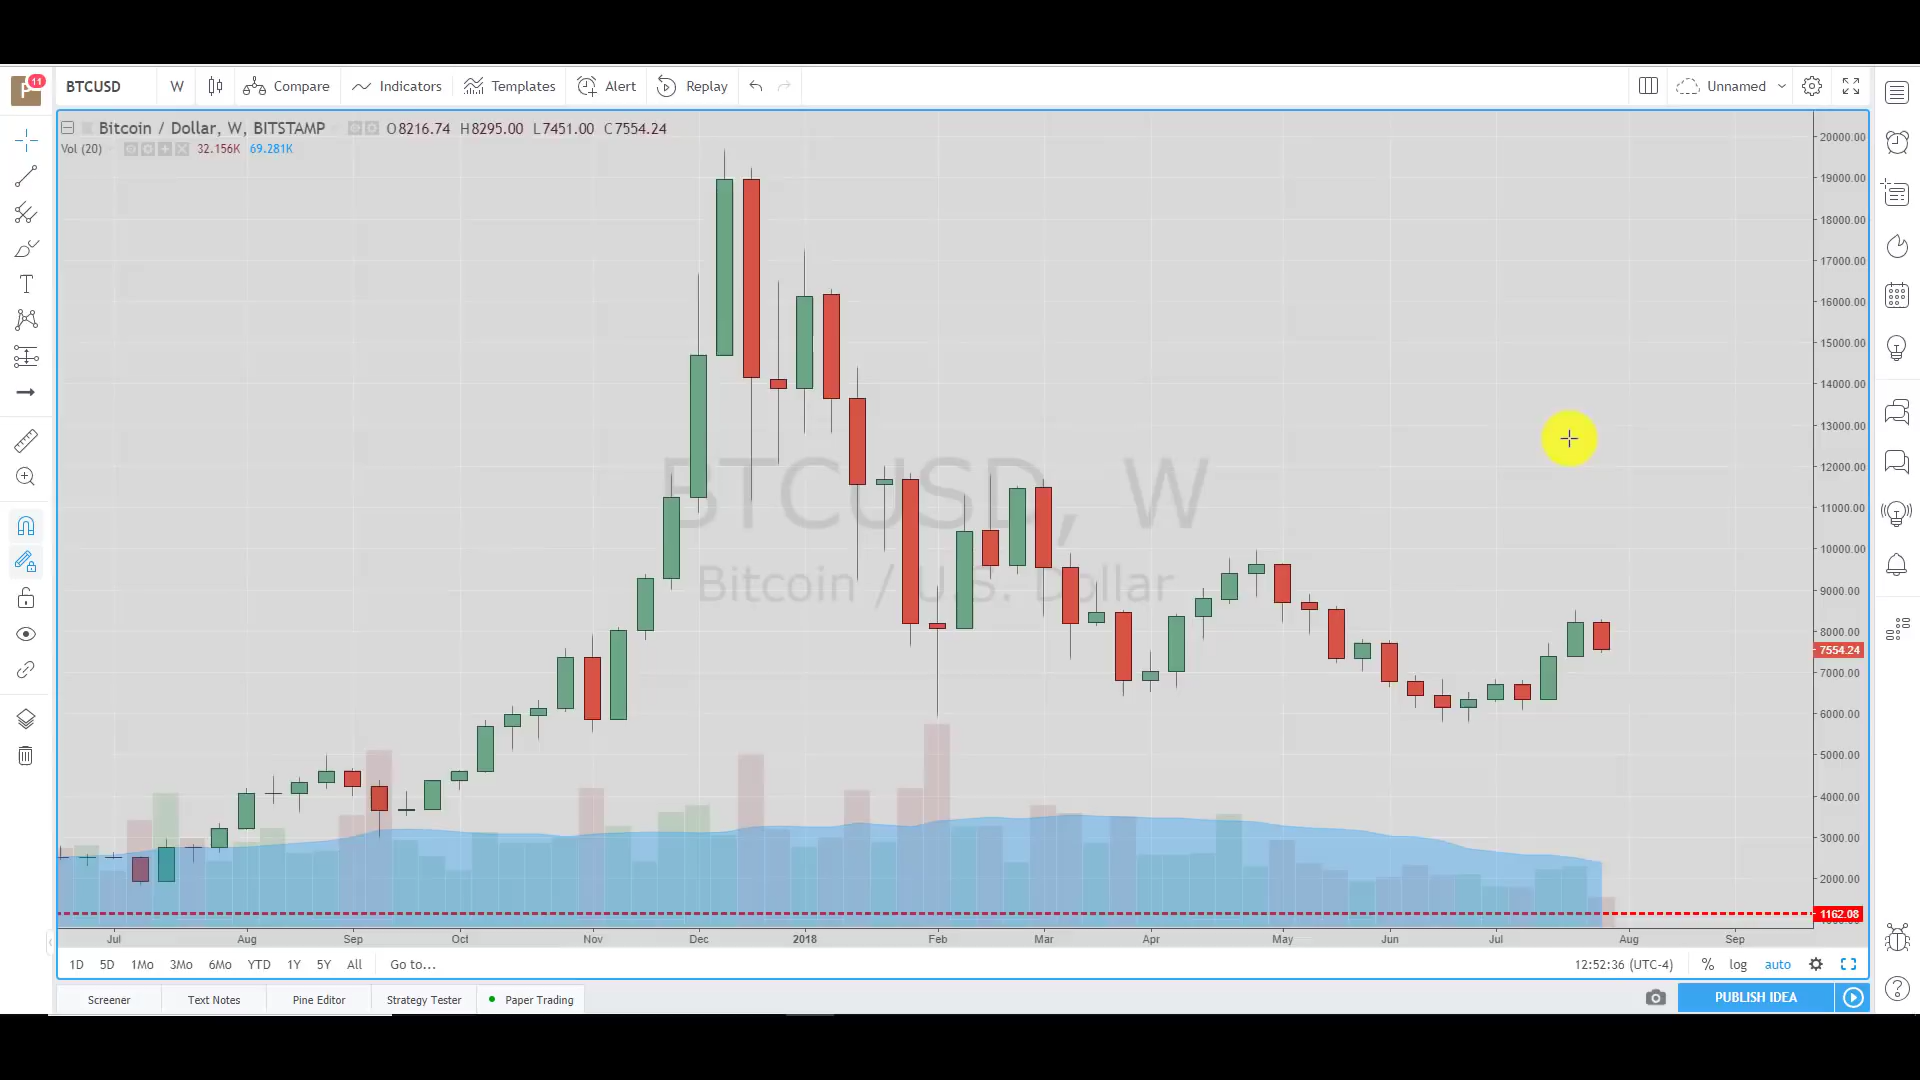 11
P
BTCUSD W Compare Indicators Templates Alert Replay Unnamed
Bitcoin / Dollar, W, BITSTAMP O8216.74 H8295.00 L7451.00 C7554.24
Vol (20) 32.156K 69.281K
20000.00
19000.00
18000.00
17000.00
16000.00
15000.00
14000.00
13000.00
12000.00
11000.00
10000.00
9000.00
8000.00
7554.24
7000.00
6000.00
5000.00
4000.00
3000.00
2000.00
1162.08
BTCUSD, W
Bitcoin / U.S. Dollar
Jul Aug Sep Oct Nov Dec 2018 Feb Mar Apr May Jun Jul Aug Sep
1D 5D 1Mo 3Mo 6Mo YTD 1Y 5Y All Go to... 12:52:36 (UTC-4) % log auto
Screener Text Notes Pine Editor Strategy Tester Paper Trading PUBLISH IDEA